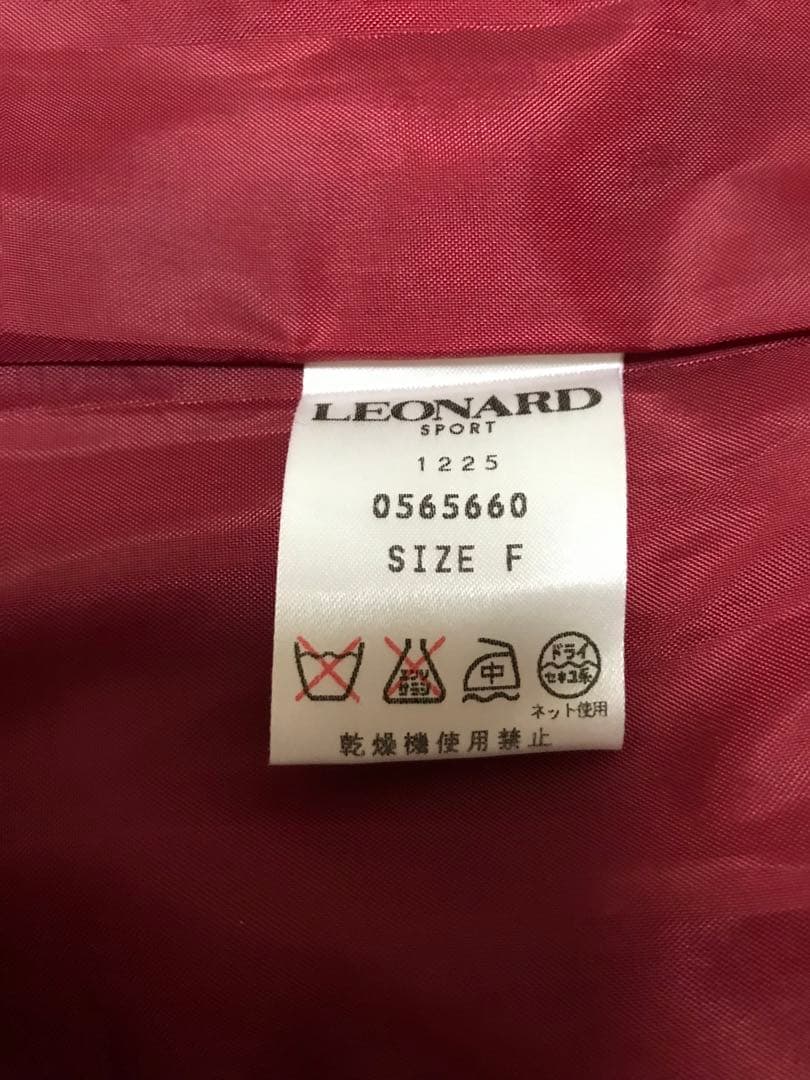 LEONARD
SPORT
1225
0565660
SIZE F
エンソ
サラシ
中
ドライ
セキユ系
ネット使用
乾燥機使用禁止